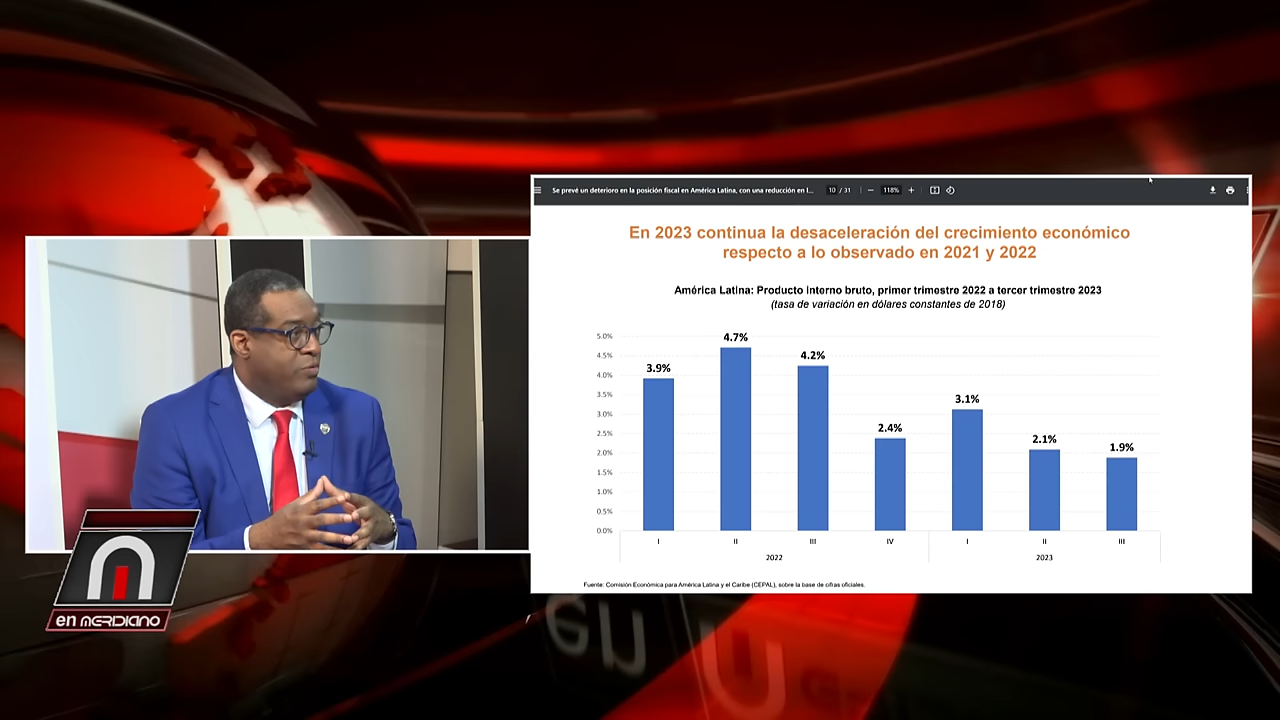 Se prevé un deterioro en la posición fiscal en América Latina, con una reducción en l...
10 / 31
118%
En 2023 continua la desaceleración del crecimiento económico
respecto a lo observado en 2021 y 2022
América Latina: Producto interno bruto, primer trimestre 2022 a tercer trimestre 2023
(tasa de variación en dólares constantes de 2018)
5.0%
4.5%
4.0%
3.5%
3.0%
2.5%
2.0%
1.5%
1.0%
0.5%
0.0%
3.9%
4.7%
4.2%
2.4%
3.1%
2.1%
1.9%
I II III IV I II III
2022 2023
Fuente: Comisión Económica para América Latina y el Caribe (CEPAL), sobre la base de cifras oficiales.
en MERDIANO
en